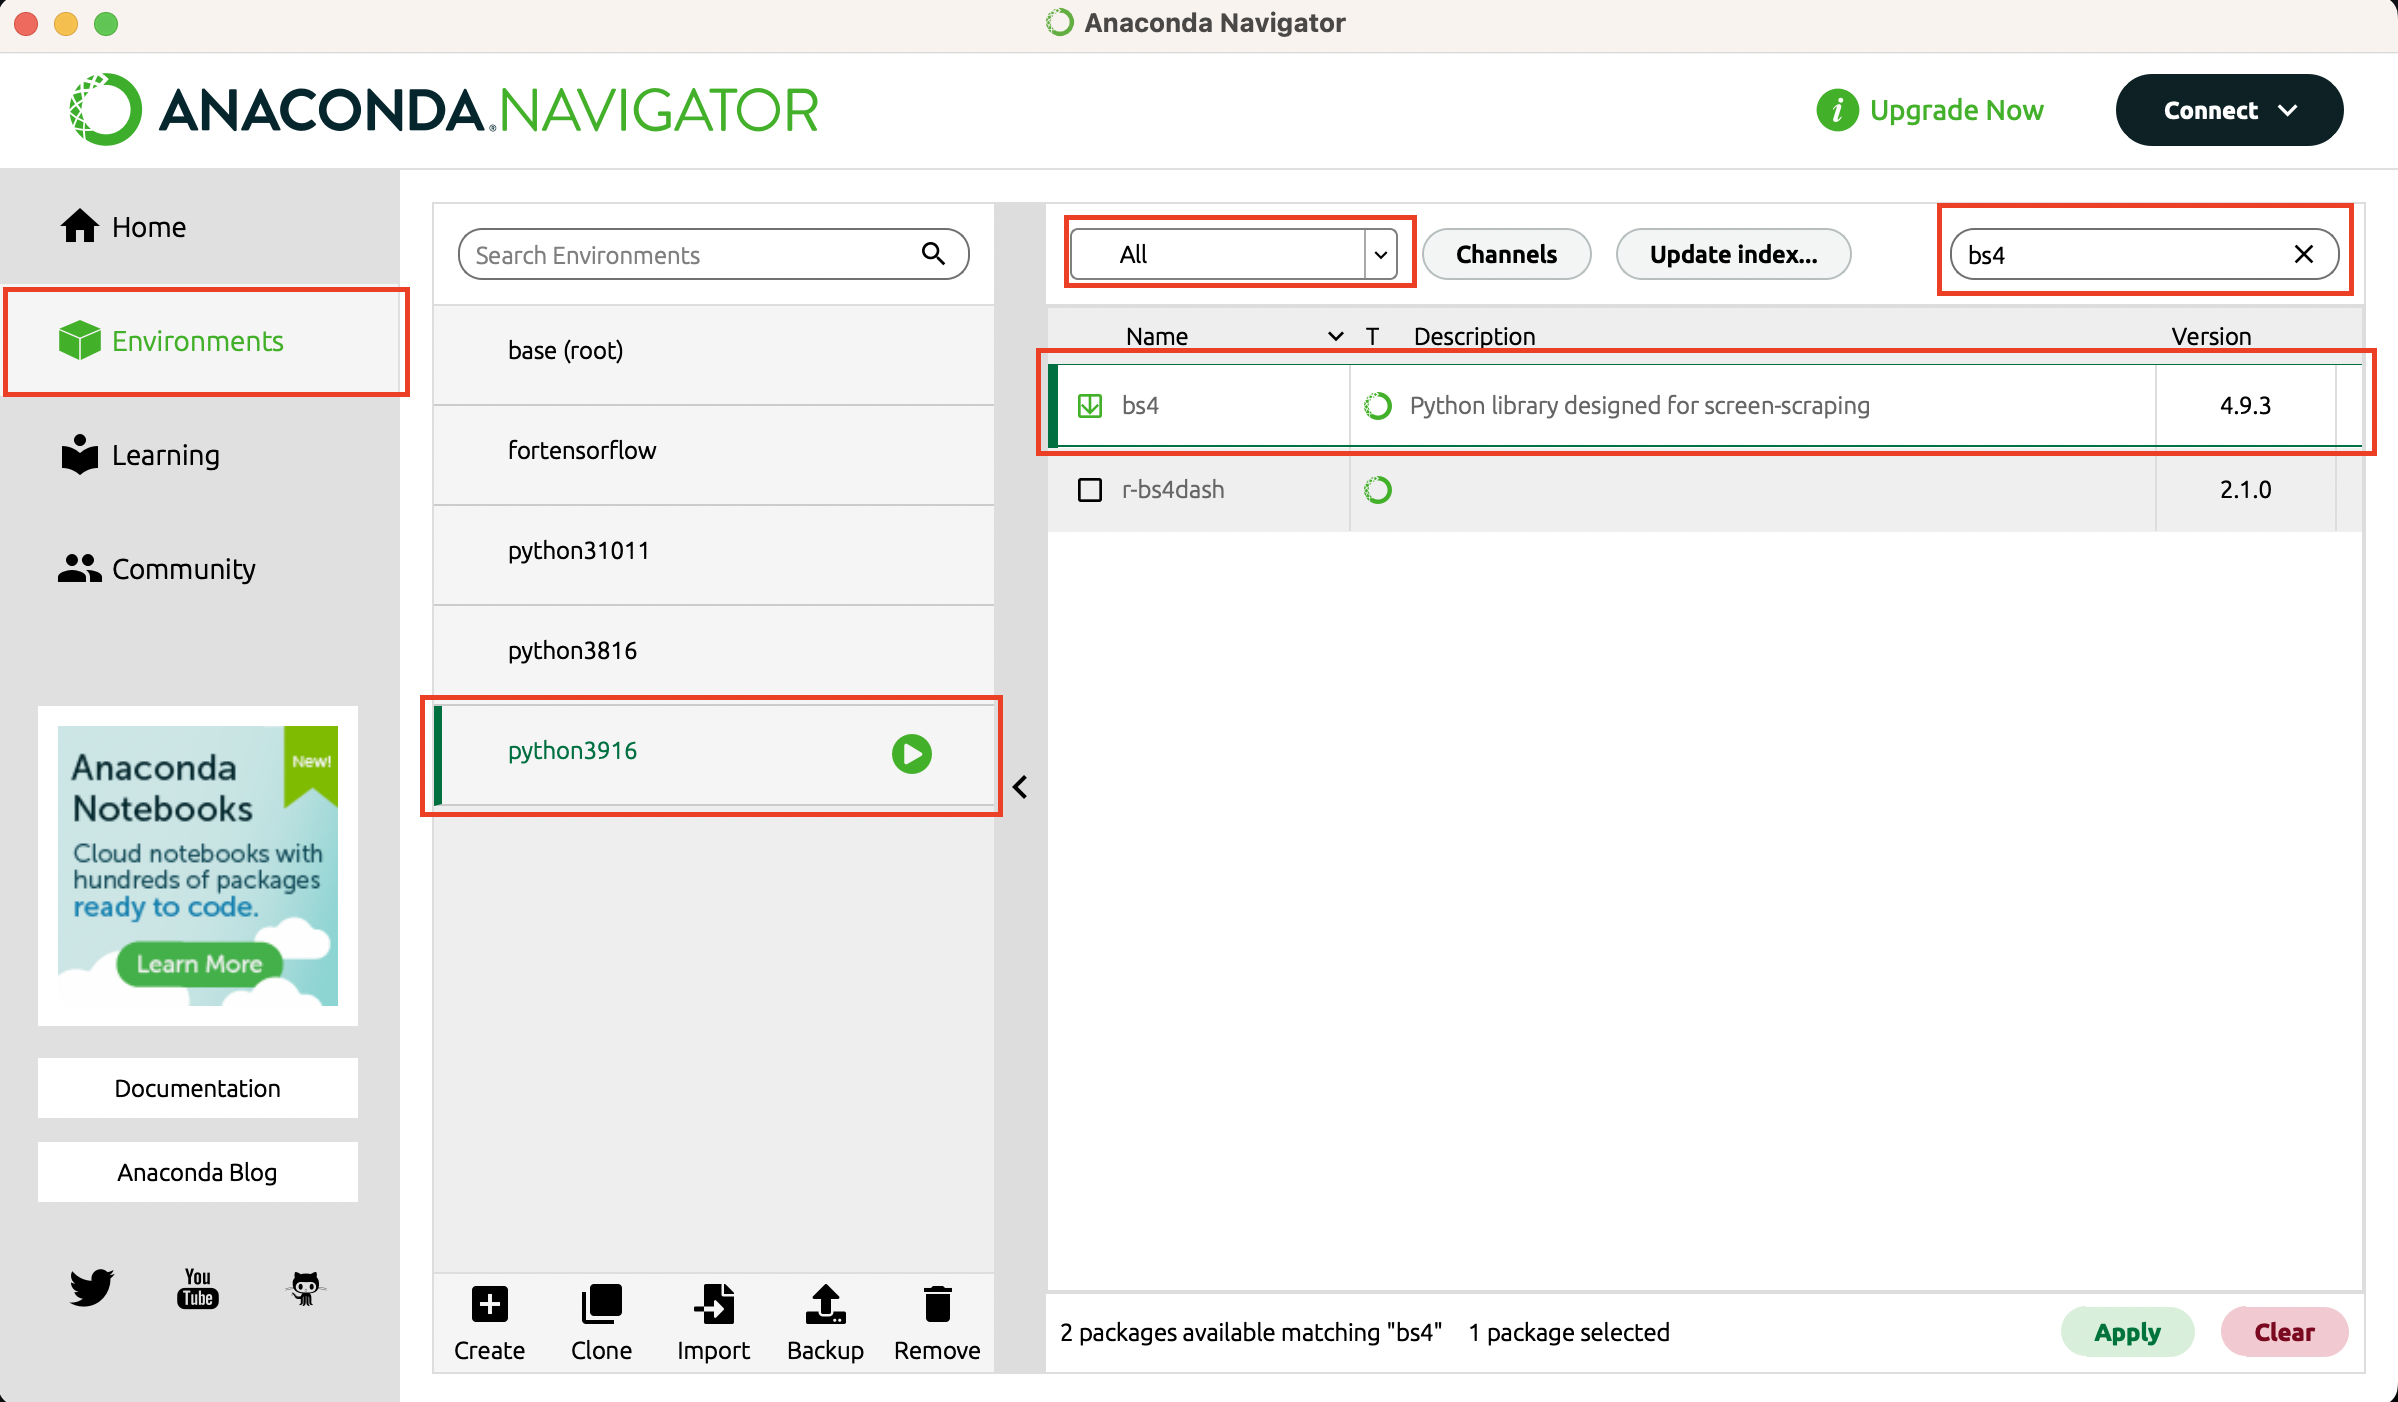 Anaconda Navigator
ANACONDA.NAVIGATOR
Upgrade Now
Connect
Home
Environments
Learning
Community
Anaconda
Notebooks
New!
Cloud notebooks with
hundreds of packages
ready to code.
Learn More
Documentation
Anaconda Blog
You
Tube
Search Environments
base (root)
fortensorflow
python31011
python3816
python3916
Create
Clone
Import
Backup
Remove
All
Channels
Update index...
bs4
Name T Description Version
bs4 Python library designed for screen-scraping 4.9.3
r-bs4dash 2.1.0
2 packages available matching "bs4" 1 package selected
Apply
Clear